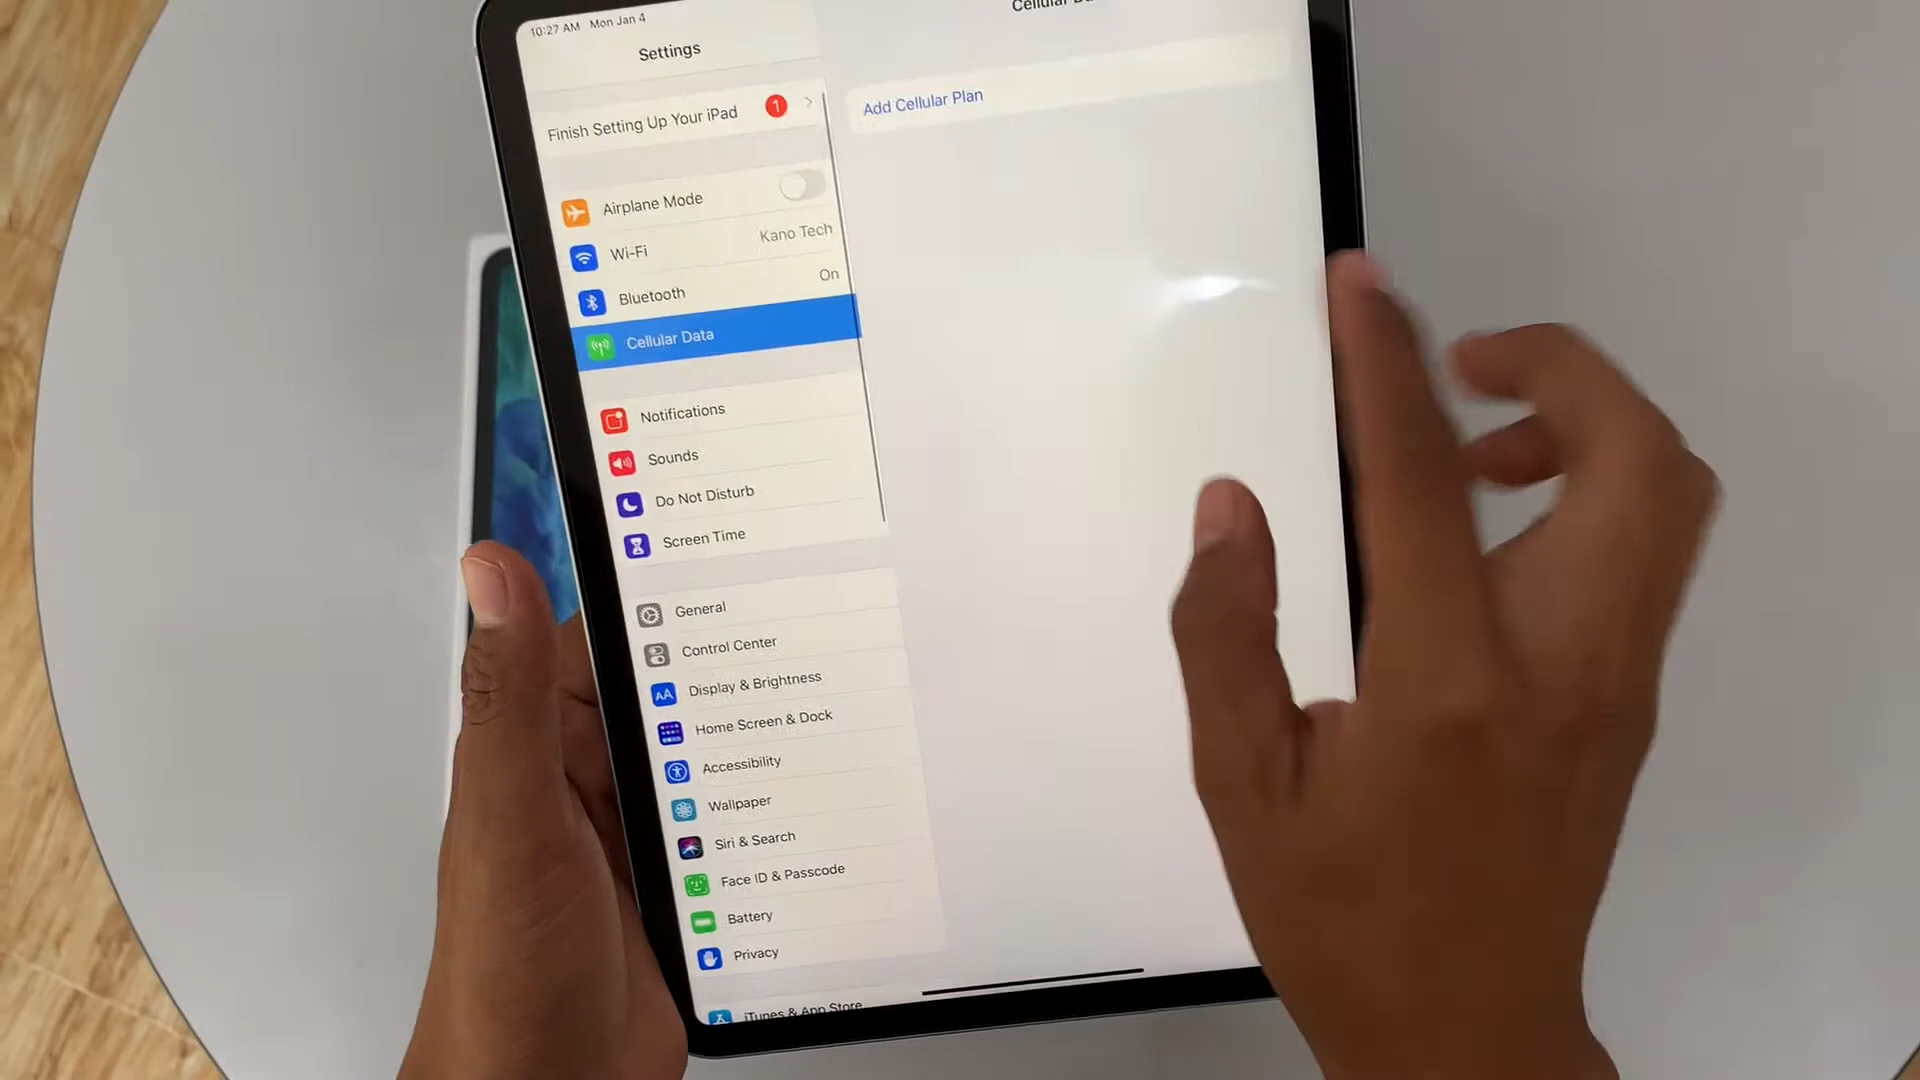 10:27 AM Mon Jan 4
Settings
Finish Setting Up Your iPad 1
Airplane Mode
Wi-Fi Kano Tech
Bluetooth On
Cellular Data
Notifications
Sounds
Do Not Disturb
Screen Time
General
Control Center
AA Display & Brightness
Home Screen & Dock
Accessibility
Wallpaper
Siri & Search
Face ID & Passcode
Battery
Privacy
iTunes & App Store
Cellular
Add Cellular Plan